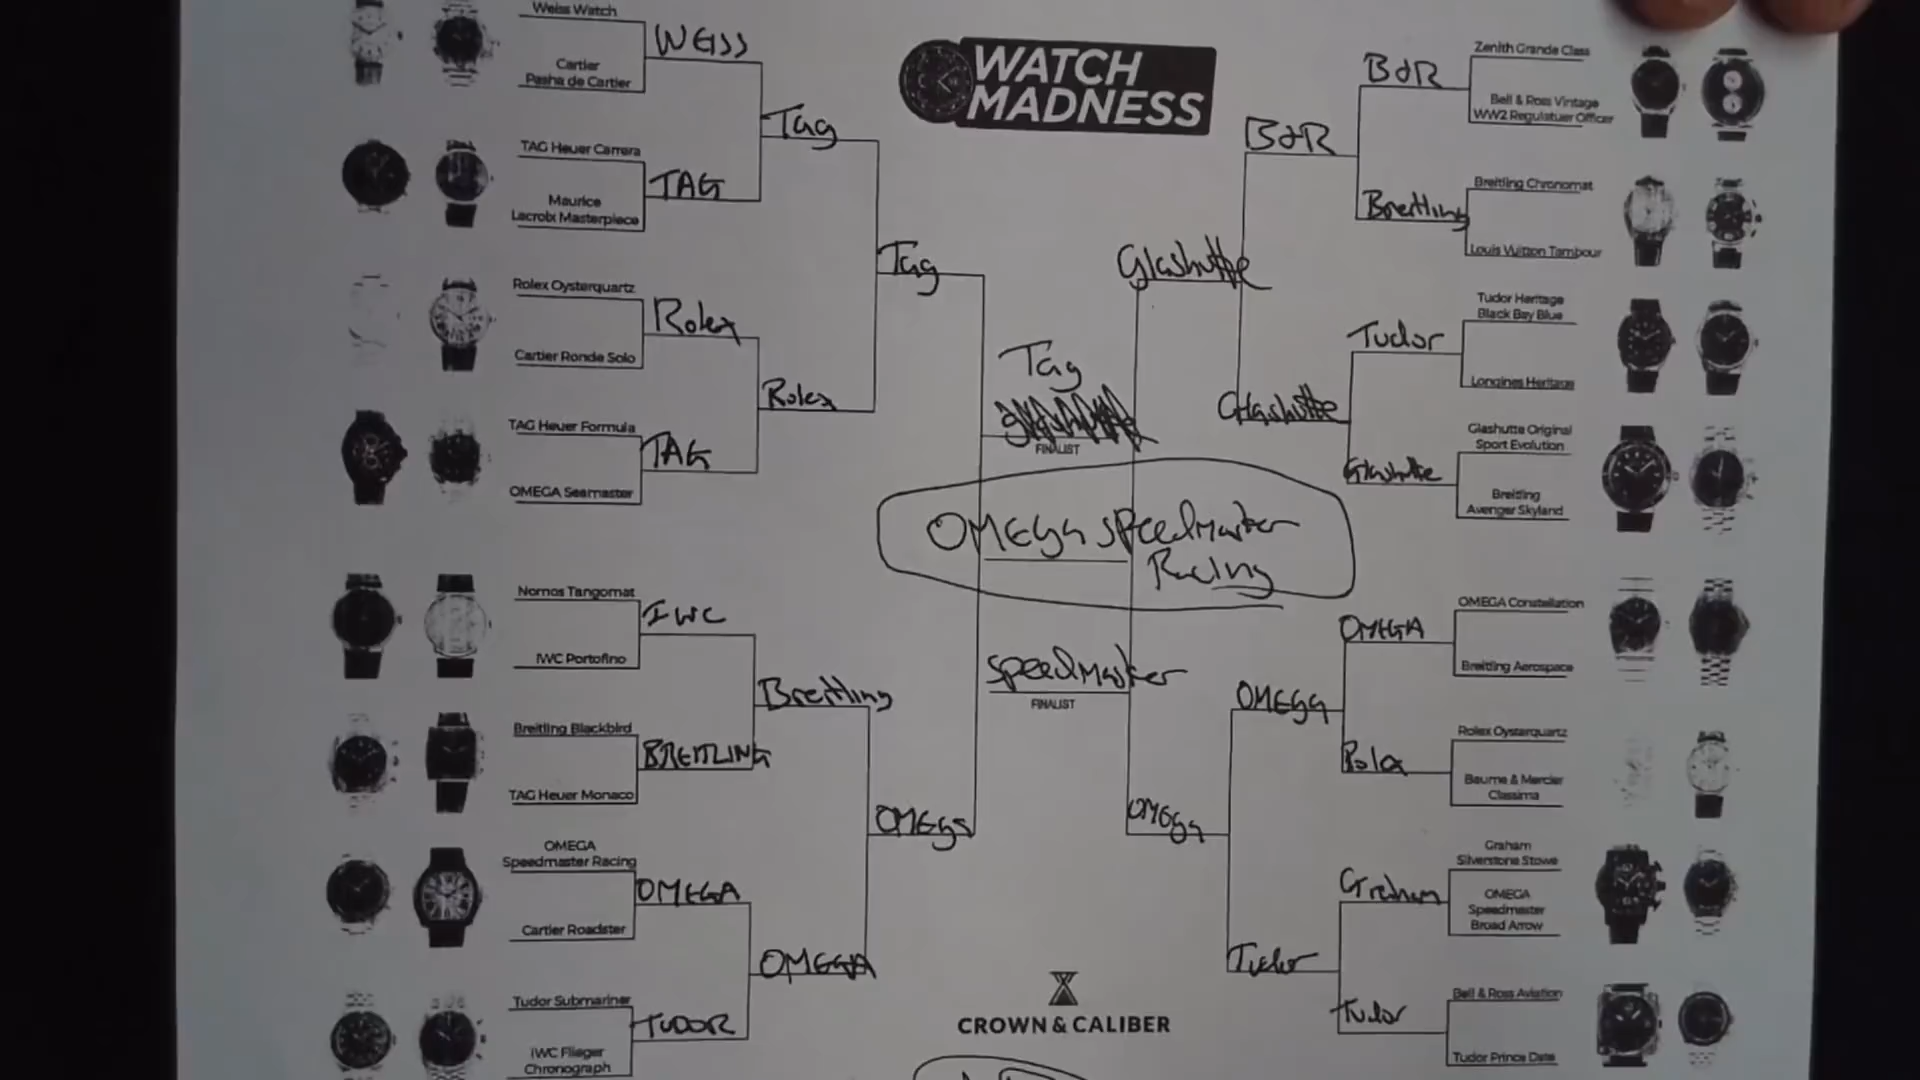 Weiss Watch
WEISS
Cartier
Pasha de Cartier
Tag
TAG Heuer Carrera
TAG
Maurice
Lacroix Masterpiece
Tag
Rolex Oysterquartz
Rolex
Cartier Ronde Solo
Rolex
TAG Heuer Formula
TAG
OMEGA Seamaster
Nomos Tangomat
IWC
IWC Portofino
Breitling
Breitling Blackbird
BREITLING
TAG Heuer Monaco
OMEGA
OMEGA
Speedmaster Racing
OMEGA
Cartier Roadster
OMEGA
Tudor Submariner
TUDOR
IWC Flieger
Chronograph
WATCH
MADNESS
Tag
FINALIST
OMEGA Speedmaster
Racing
Speedmaster
FINALIST
CROWN & CALIBER
Zenith Grande Class
B&R
Bell & Ross Vintage
WW2 Regulatuer Officer
B&R
Breitling Chronomat
Breitling
Louis Vuitton Tambour
Glashutte
Tudor Heritage
Black Bay Blue
Tudor
Longines Heritage
Glashutte
Glashutte Original
Sport Evolution
Glashutte
Breitling
Avenger Skyland
OMEGA Constellation
OMEGA
Breitling Aerospace
OMEGA
Rolex Oysterquartz
Rolex
Baume & Mercier
Classima
OMEGA
Graham
Silverstone Stowe
Graham
OMEGA
Speedmaster
Broad Arrow
Tudor
Bell & Ross Aviation
Tudor
Tudor Prince Date